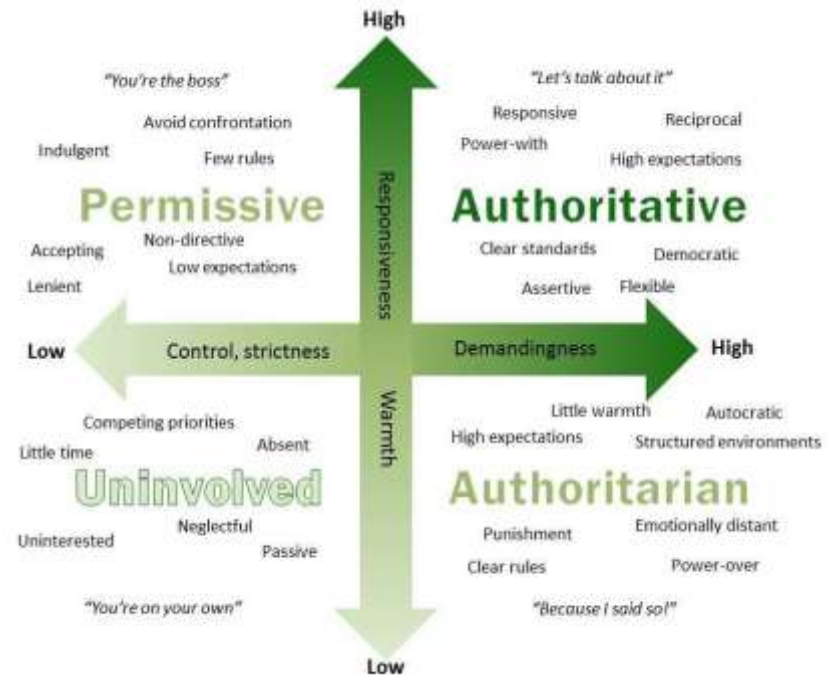 High
"You're the boss"
Avoid confrontation
Indulgent
Few rules
Permissive
Accepting
Non-directive
Low expectations
Lenient
"Let's talk about it"
Responsive
Reciprocal
Power-with
High expectations
Authoritative
Clear standards
Democratic
Assertive
Flexible
Responsiveness
Low
Control, strictness
Demandingness
High
Warmth
Competing priorities
Little time
Absent
Uninvolved
Neglectful
Uninterested
Passive
"You're on your own"
Little warmth
Autocratic
High expectations
Structured environments
Authoritarian
Punishment
Emotionally distant
Clear rules
Power-over
"Because I said so!"
Low